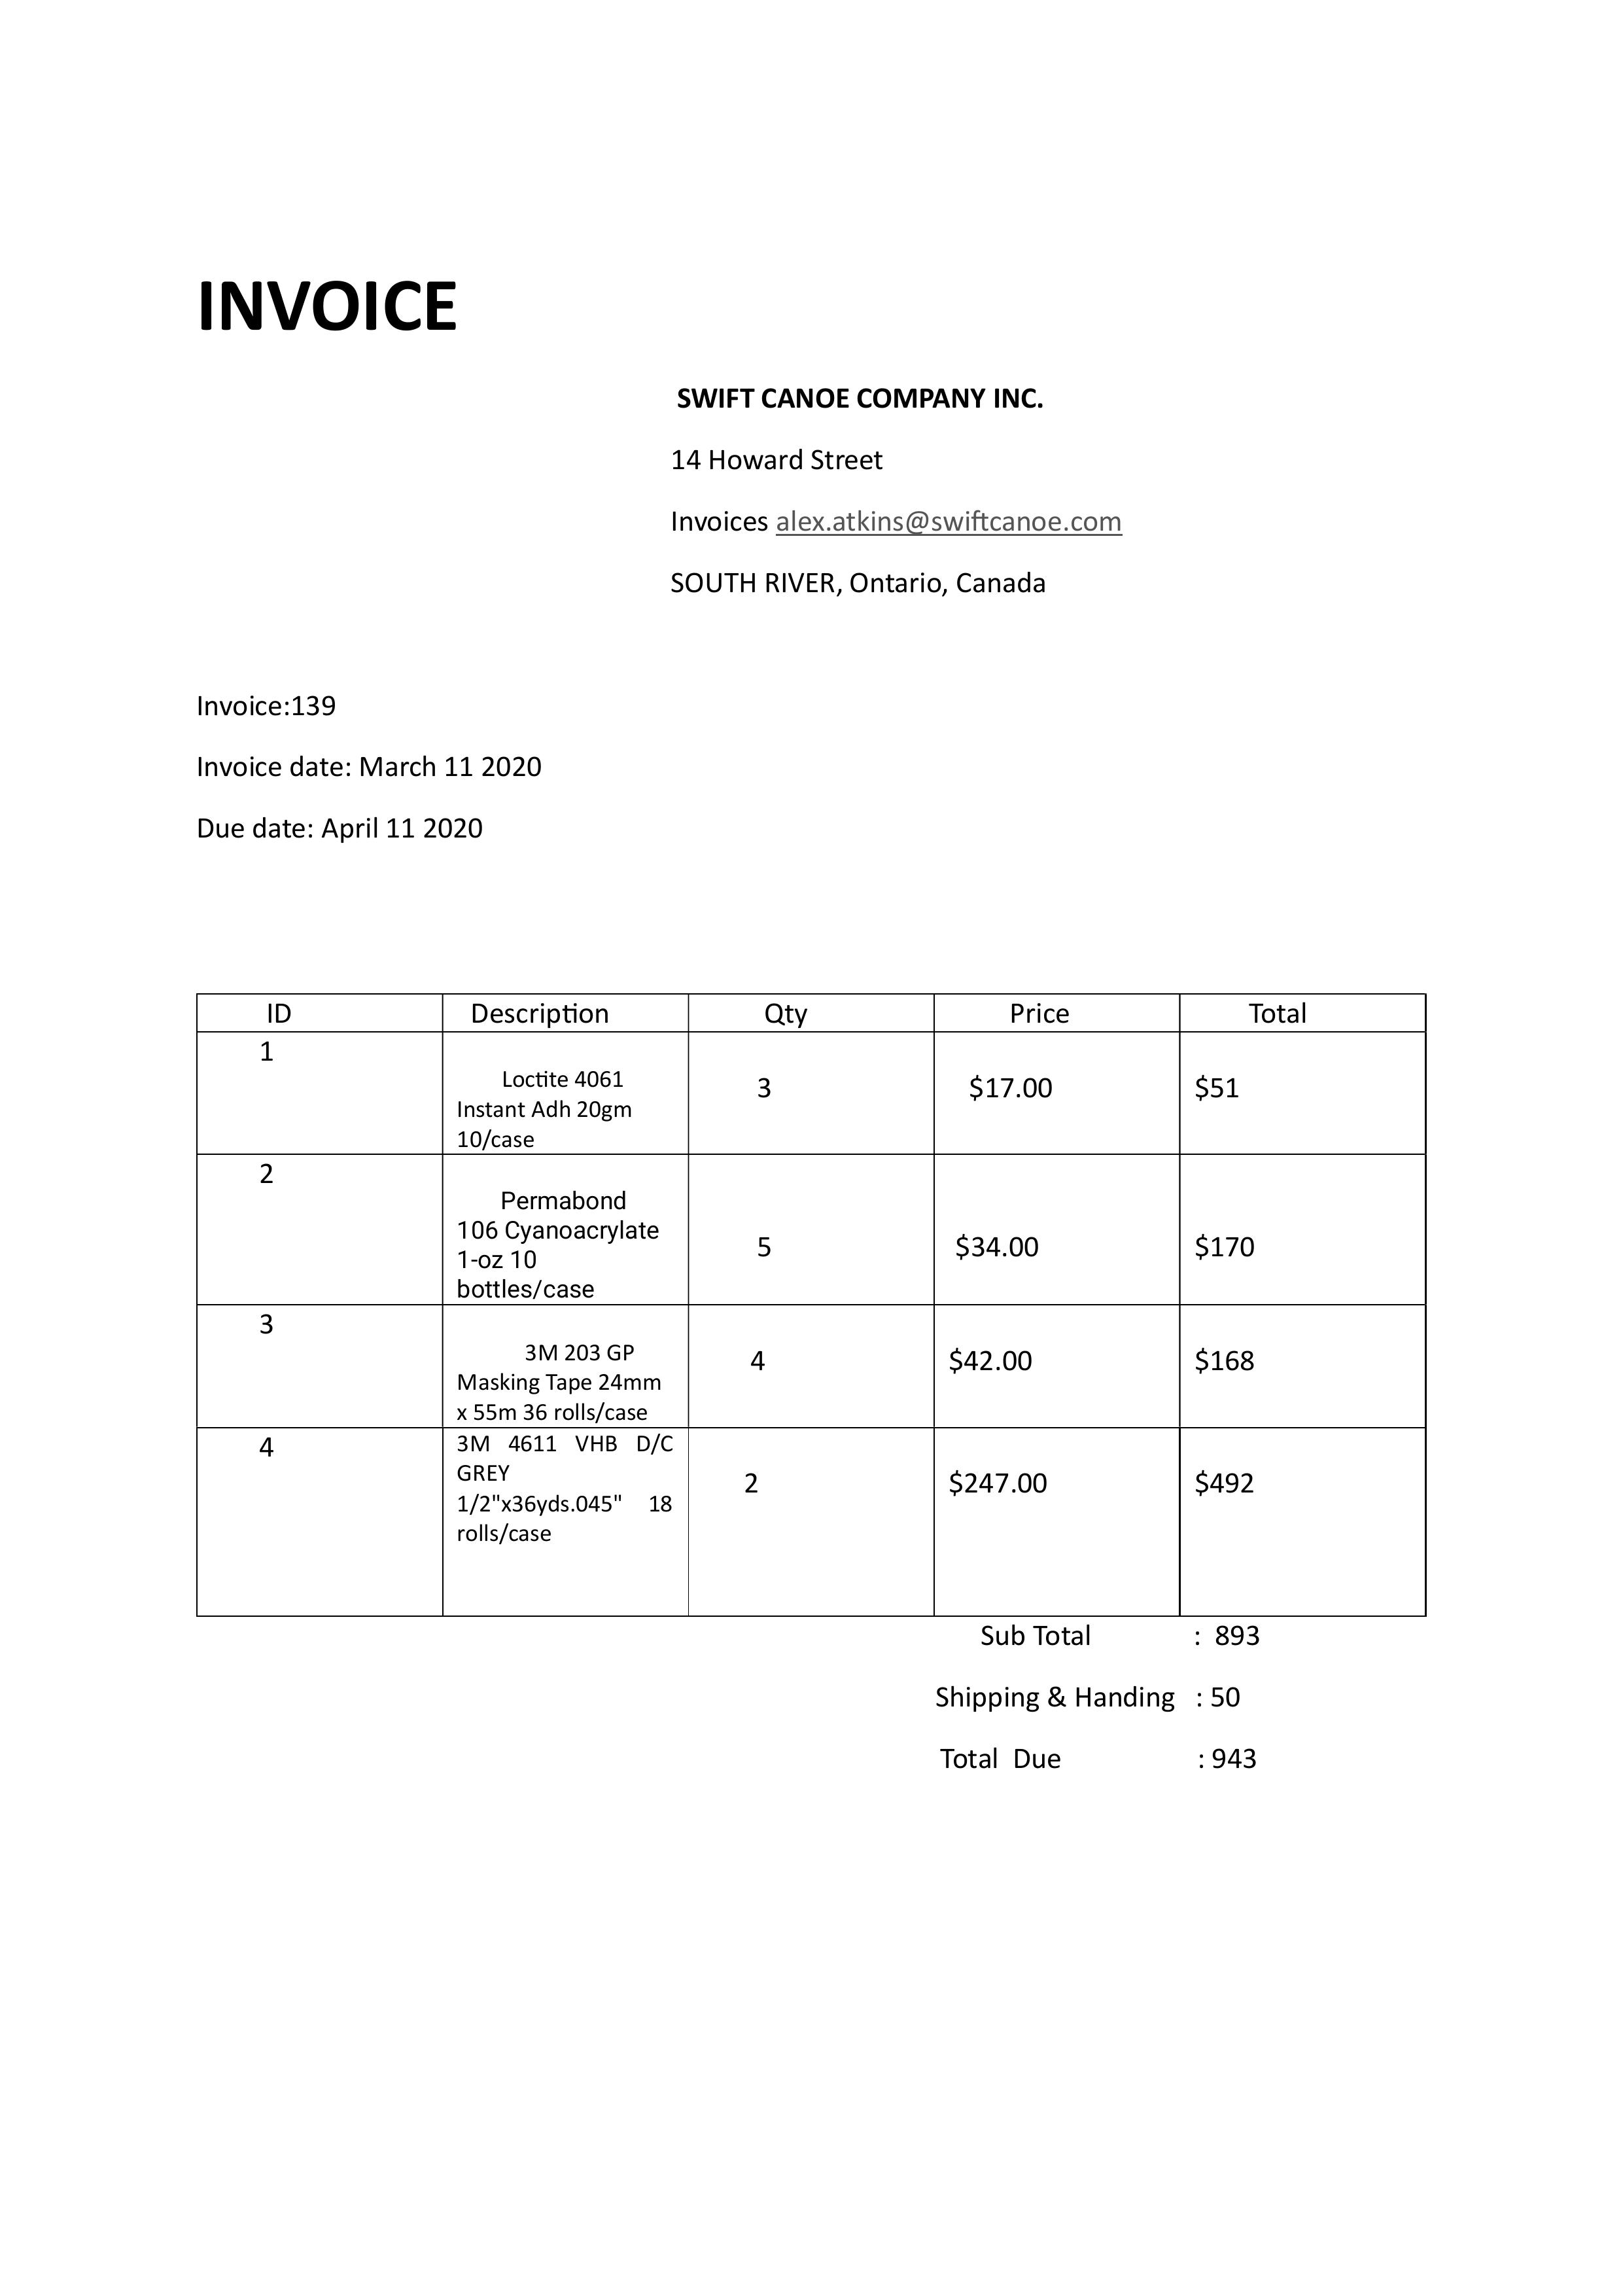 INVOICE
SWIFT CANOE COMPANY INC.
14 Howard Street
Invoices alex.atkins@swiftcanoe.com
SOUTH RIVER, Ontario, Canada
Invoice:139
Invoice date: March 11 2020
Due date: April 11 2020
ID Description Qty Price Total
1
Loctite 4061
Instant Adh 20gm
10/case
3 $17.00 $51
2
Permabond
106 Cyanoacrylate
1-oz 10
bottles/case
5 $34.00 $170
3
3M 203 GP
Masking Tape 24mm
x 55m 36 rolls/case
4 $42.00 $168
4
3M 4611 VHB D/C
GREY
1/2"x36yds.045" 18
rolls/case
2 $247.00 $492
Sub Total : 893
Shipping & Handing : 50
Total Due : 943